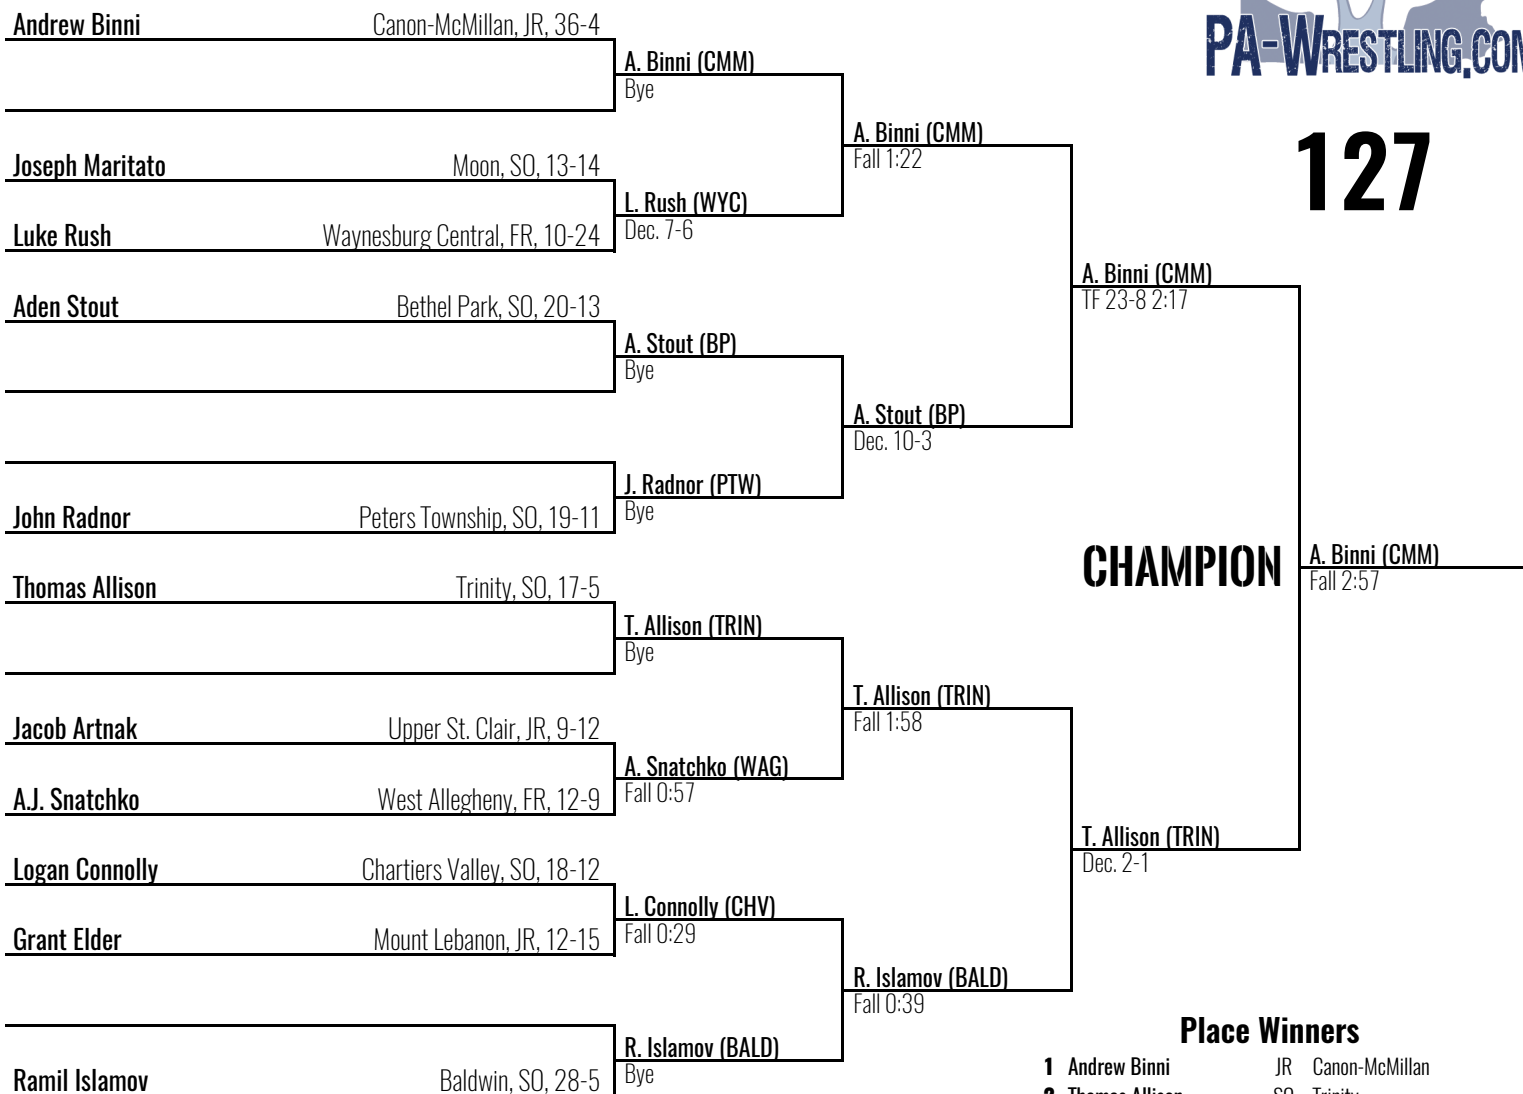 PA-WRESTLING.COM
127
Andrew Binni Canon-McMillan, JR, 36-4
A. Binni (CMM)
Bye
Joseph Maritato Moon, SO, 13-14
A. Binni (CMM)
Fall 1:22
Luke Rush Waynesburg Central, FR, 10-24
L. Rush (WYC)
Dec. 7-6
Aden Stout Bethel Park, SO, 20-13
A. Binni (CMM)
TF 23-8 2:17
A. Stout (BP)
Bye
A. Stout (BP)
Dec. 10-3
J. Radnor (PTW)
Bye
John Radnor Peters Township, SO, 19-11
CHAMPION
A. Binni (CMM)
Fall 2:57
Thomas Allison Trinity, SO, 17-5
T. Allison (TRIN)
Bye
T. Allison (TRIN)
Fall 1:58
Jacob Artnak Upper St. Clair, JR, 9-12
A. Snatchko (WAG)
Fall 0:57
A.J. Snatchko West Allegheny, FR, 12-9
T. Allison (TRIN)
Dec. 2-1
Logan Connolly Chartiers Valley, SO, 18-12
L. Connolly (CHV)
Fall 0:29
Grant Elder Mount Lebanon, JR, 12-15
R. Islamov (BALD)
Fall 0:39
R. Islamov (BALD)
Bye
Ramil Islamov Baldwin, SO, 28-5
Place Winners
1 Andrew Binni JR Canon-McMillan
2 Thomas Allison SO Trinity